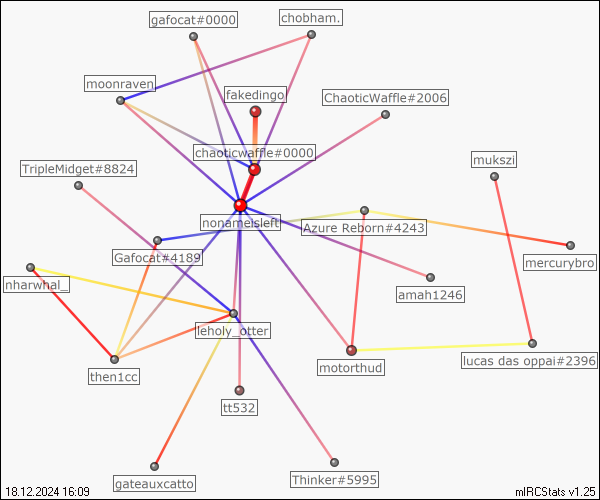 gafocat#0000
chobham.
moonraven
fakedingo
ChaoticWaffle#2006
chaoticwaffle#0000
mukszi
TripleMidget#8824
nonameisleft
Azure Reborn#4243
Gafocat#4189
mercurybro
nharwhal_
amah1246
leholy_otter
then1cc
motorthud
lucas das oppai#2396
tt532
gateauxcatto
Thinker#5995
18.12.2024 16:09
mIRCStats v1.25